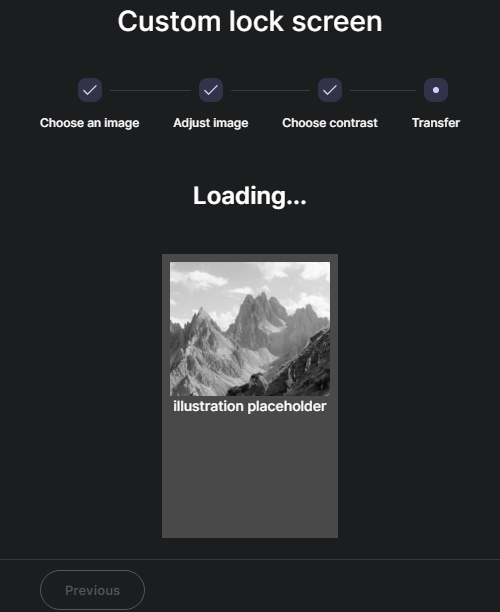 Custom lock screen
Choose an image
Adjust image
Choose contrast
Transfer
Loading...
illustration placeholder
Previous